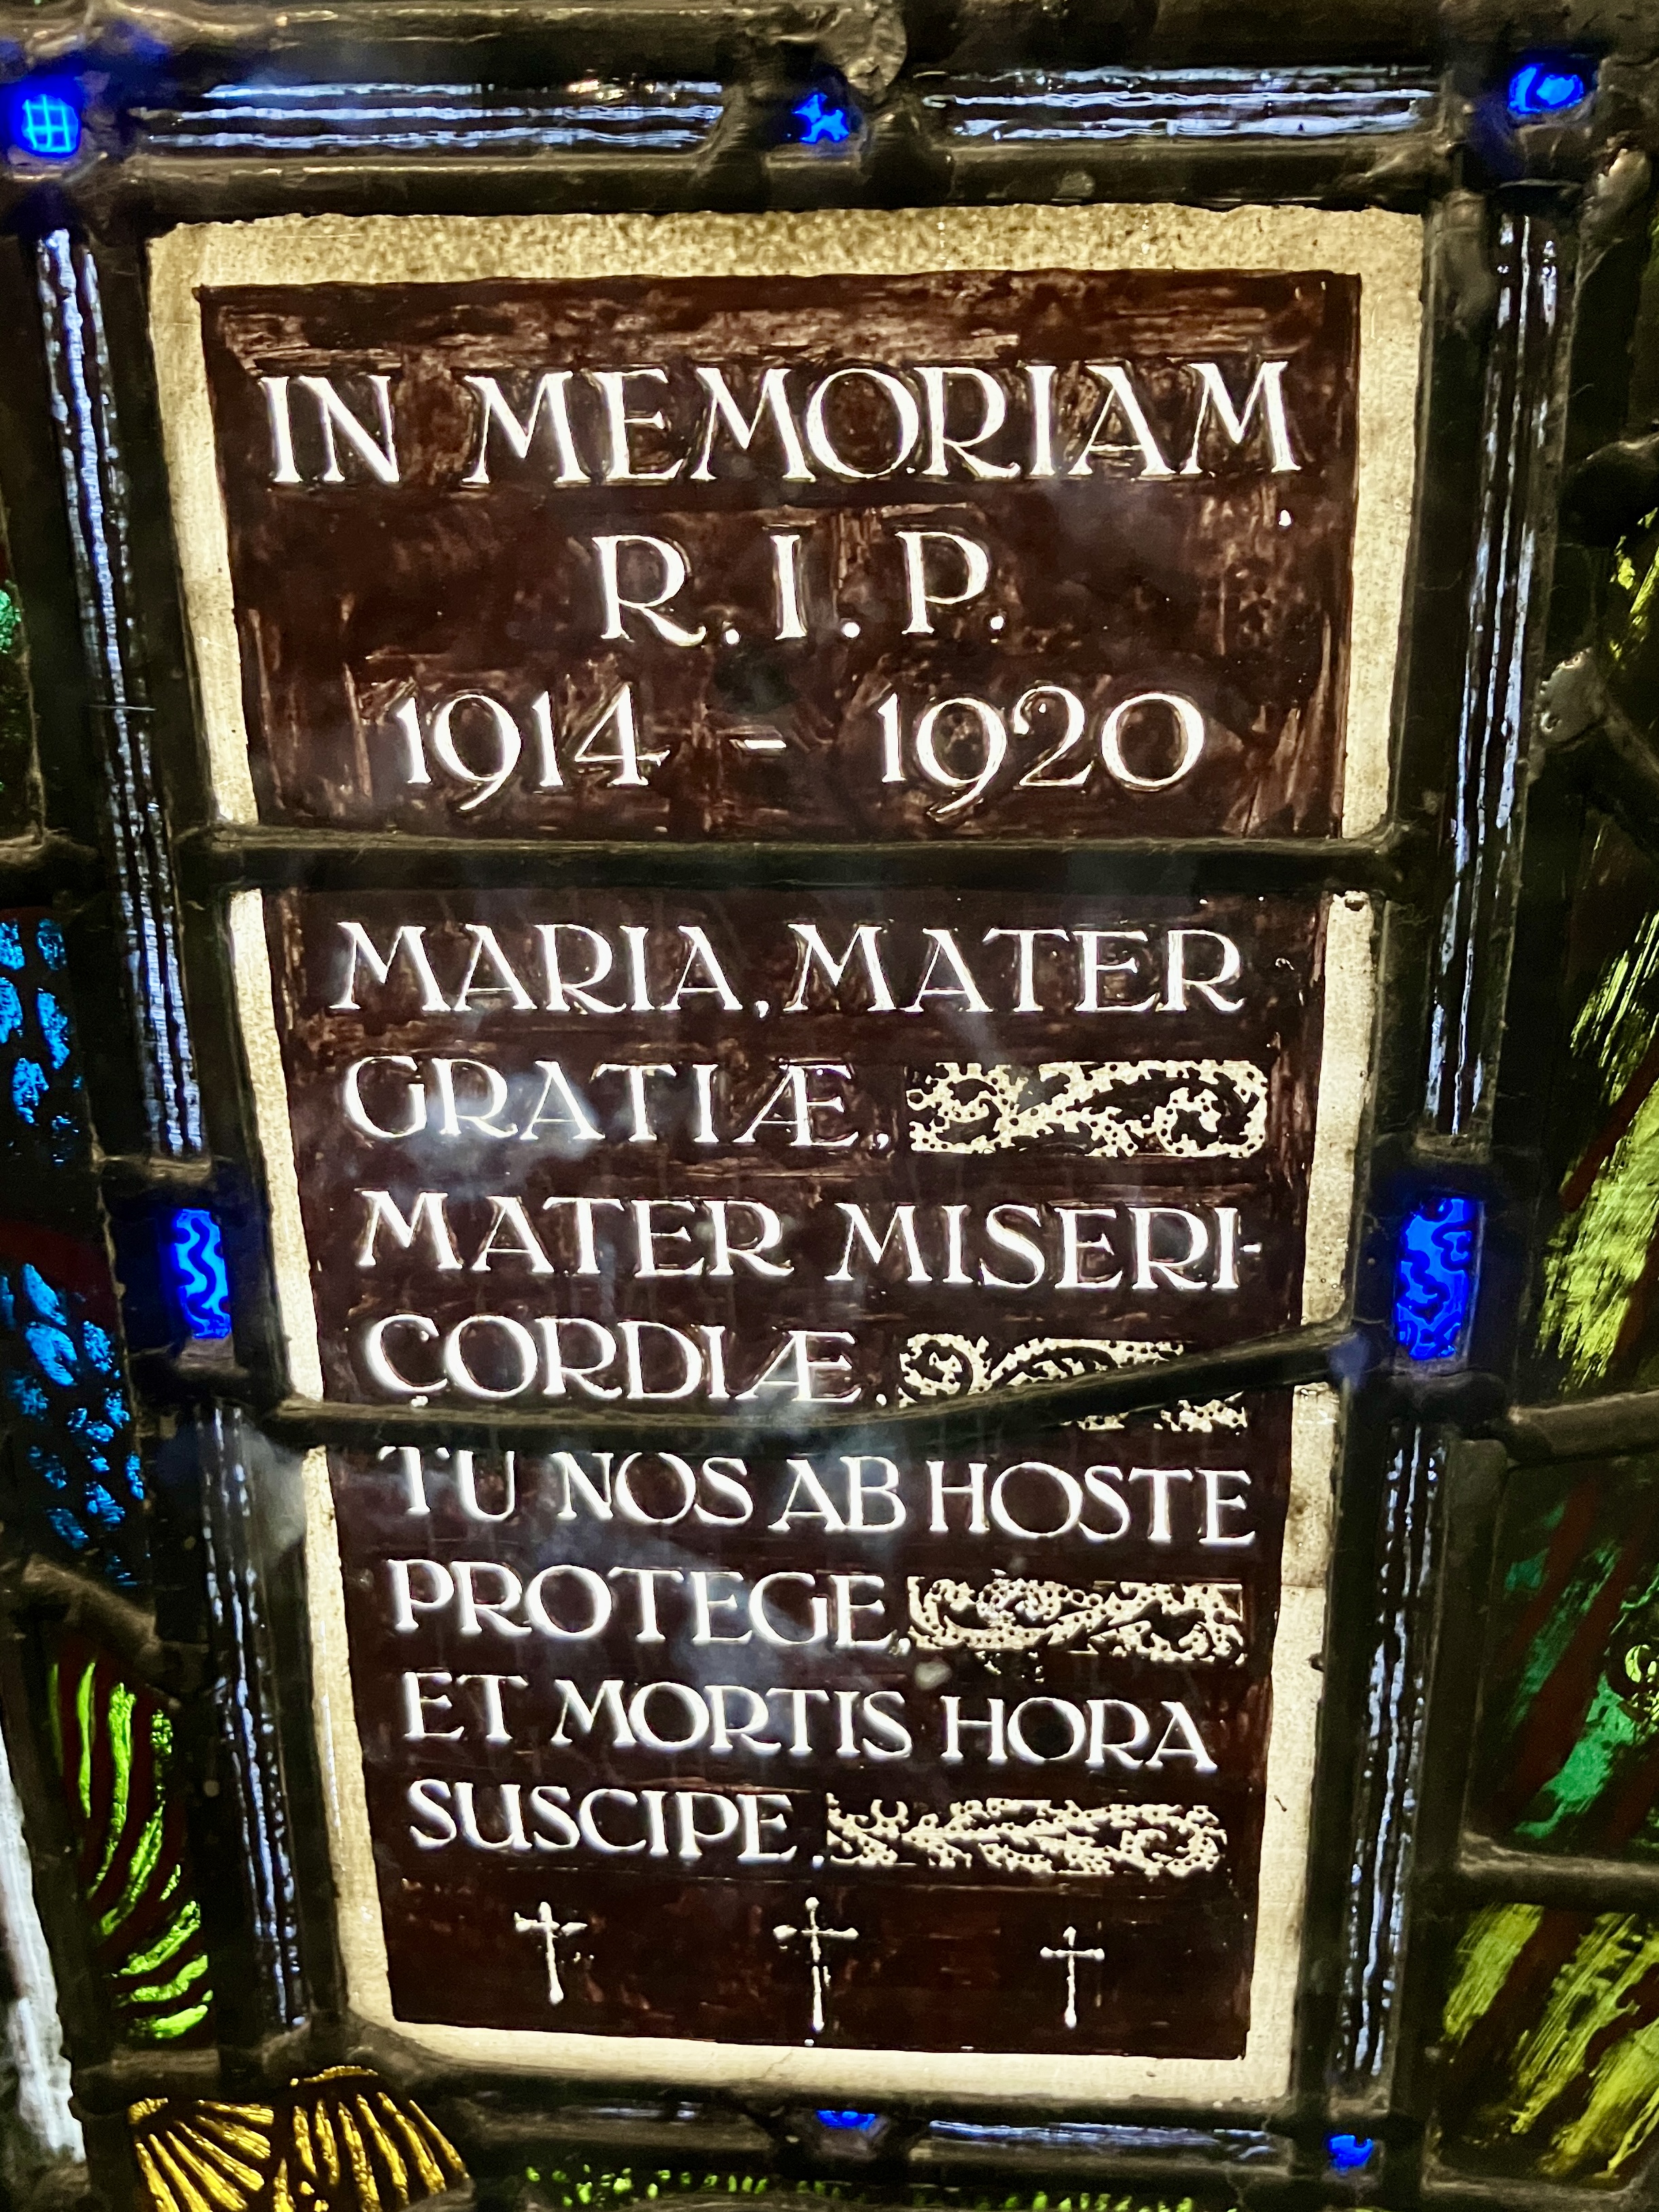 IN MEMORIAM
R.I.P.
1914 - 1920
MARIA, MATER
GRATIÆ,
MATER MISERI-
CORDIÆ,
TU NOS AB HOSTE
PROTEGE,
ET MORTIS HORA
SUSCIPE.